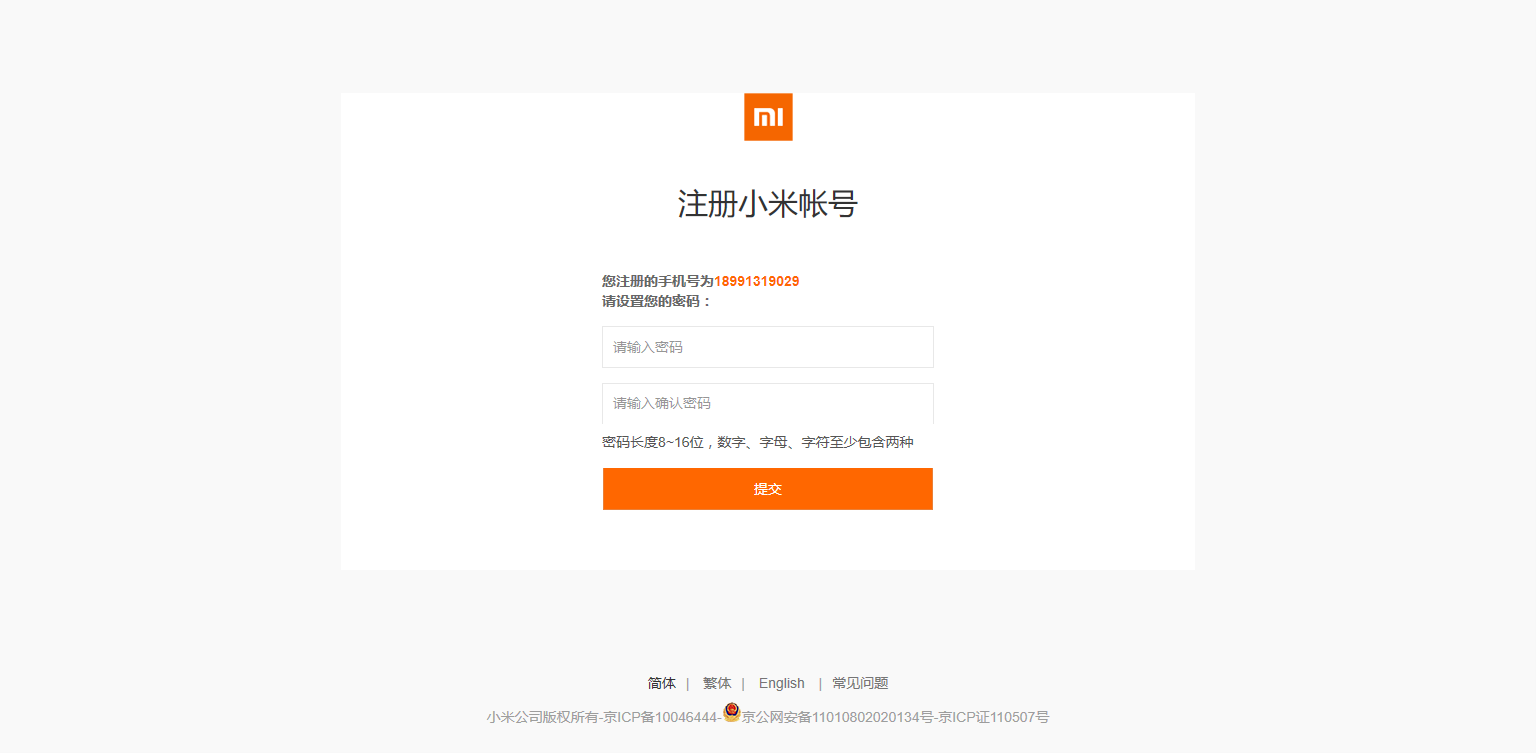 mi
注册小米帐号
您注册的手机号为18991319029
请设置您的密码：
请输入密码
请输入确认密码
密码长度8~16位，数字、字母、字符至少包含两种
提交
简体 | 繁体 | English | 常见问题
小米公司版权所有-京ICP备10046444-京公网安备11010802020134号-京ICP证110507号